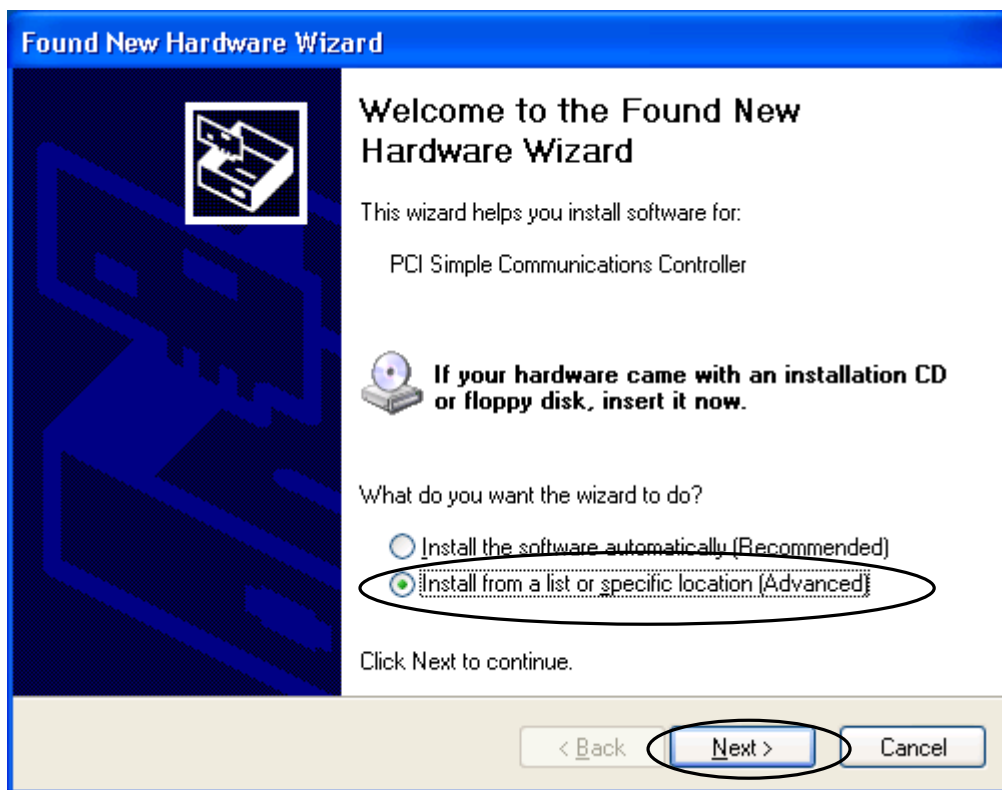 Found New Hardware Wizard
Welcome to the Found New
Hardware Wizard
This wizard helps you install software for:
PCI Simple Communications Controller
If your hardware came with an installation CD
or floppy disk, insert it now.
What do you want the wizard to do?
Install the software automatically (Recommended)
Install from a list or specific location (Advanced)
Click Next to continue.
< Back
Next >
Cancel